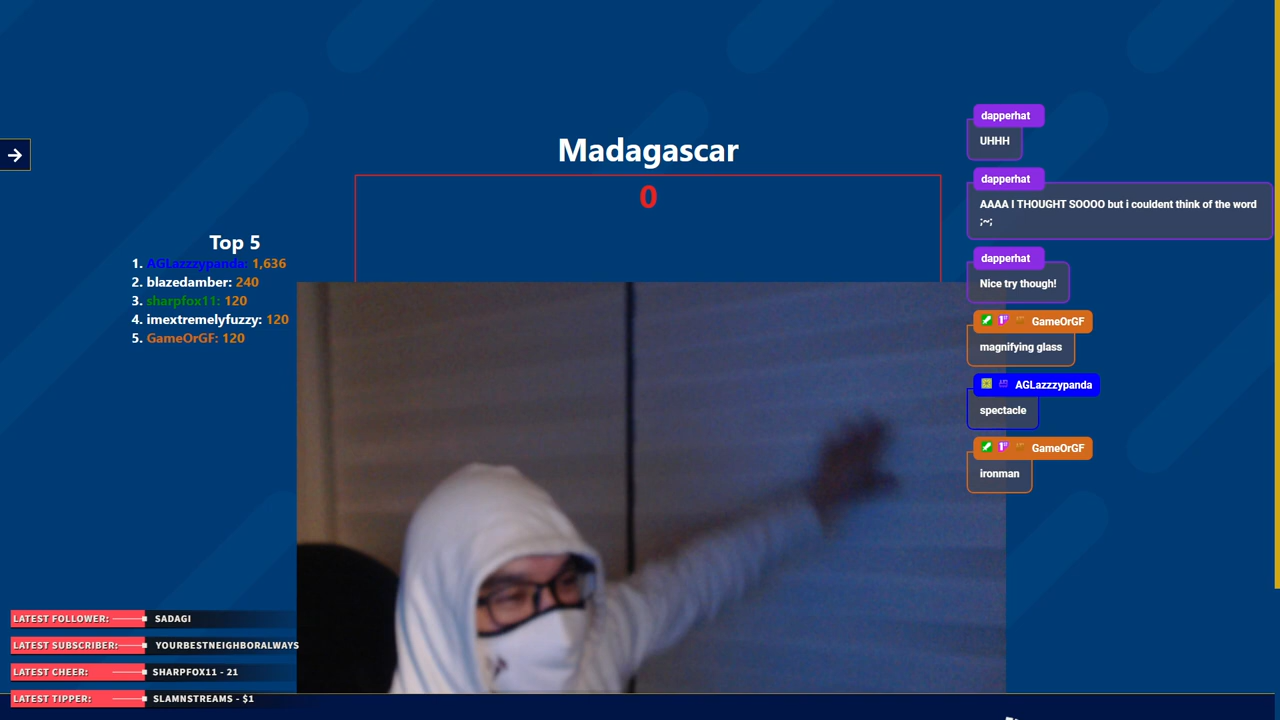 Madagascar
0
Top 5
1. AGLazzzypanda: 1,636
2. blazedamber: 240
3. sharpfox11: 120
4. imextremelyfuzzy: 120
5. GameOrGF: 120
dapperhat
UHHH
dapperhat
AAAA I THOUGHT SOOOO but i couldent think of the word
;~;
dapperhat
Nice try though!
GameOrGF
magnifying glass
AGLazzzypanda
spectacle
GameOrGF
ironman
LATEST FOLLOWER: SADAGI
LATEST SUBSCRIBER: YOURBESTNEIGHBORALWAYS
LATEST CHEER: SHARPFOX11 - 21
LATEST TIPPER: SLAMNSTREAMS - $1